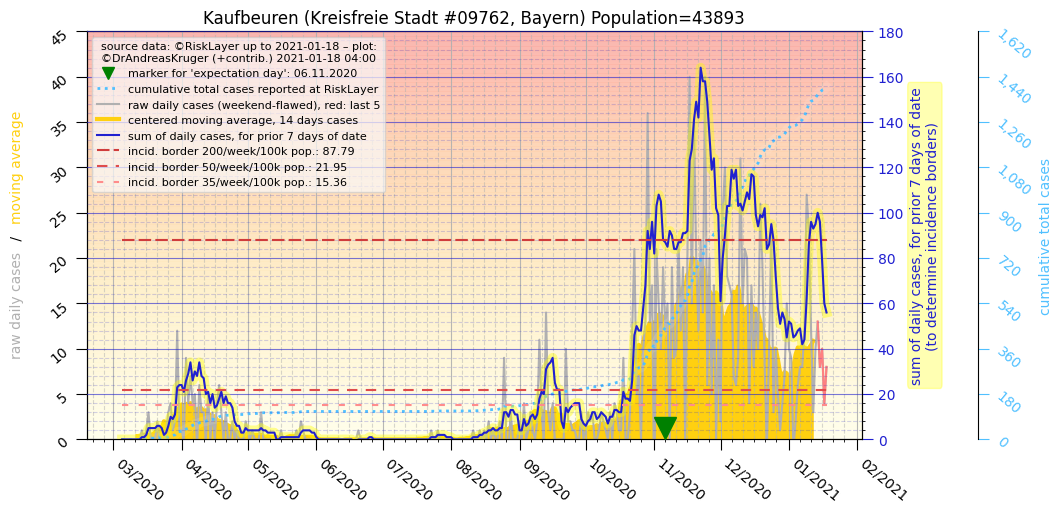 Kaufbeuren (Kreisfreie Stadt #09762, Bayern) Population=43893
source data: ©RiskLayer up to 2021-01-18 – plot:
©DrAndreasKruger (+contrib.) 2021-01-18 04:00
marker for 'expectation day': 06.11.2020
cumulative total cases reported at RiskLayer
raw daily cases (weekend-flawed), red: last 5
centered moving average, 14 days cases
sum of daily cases, for prior 7 days of date
incid. border 200/week/100k pop.: 87.79
incid. border 50/week/100k pop.: 21.95
incid. border 35/week/100k pop.: 15.36
raw daily cases / moving average
45
40
35
30
25
20
15
10
5
0
03/2020
04/2020
05/2020
06/2020
07/2020
08/2020
09/2020
10/2020
11/2020
12/2020
01/2021
02/2021
180
160
140
120
100
80
60
40
20
0
sum of daily cases, for prior 7 days of date
(to determine incidence borders)
1,620
1,440
1,260
1,080
900
720
540
360
180
0
cumulative total cases